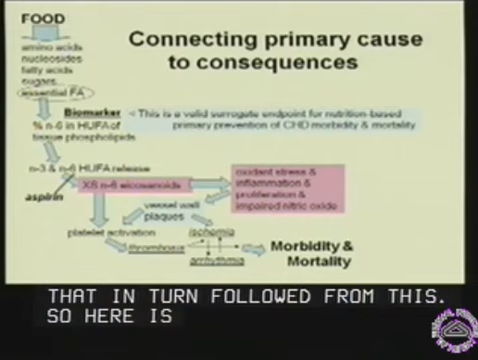 FOOD
amino acids
nucleosides
fatty acids
sugars...
essential FA
Connecting primary cause
to consequences
Biomarker
< This is a valid surrogate endpoint for nutrition-based
primary prevention of CHD morbidity & mortality
% n-6 in HUFA of
tissue phospholipids
n-3 & n-6 HUFA release
aspirin
XS n-6 eicosanoids
oxidant stress &
inflammation &
proliferation &
impaired nitric oxide
vessel wall
plaques
platelet activation
ischemia
thrombosis
arrhythmia
Morbidity &
Mortality
THAT IN TURN FOLLOWED FROM THIS.
SO HERE IS